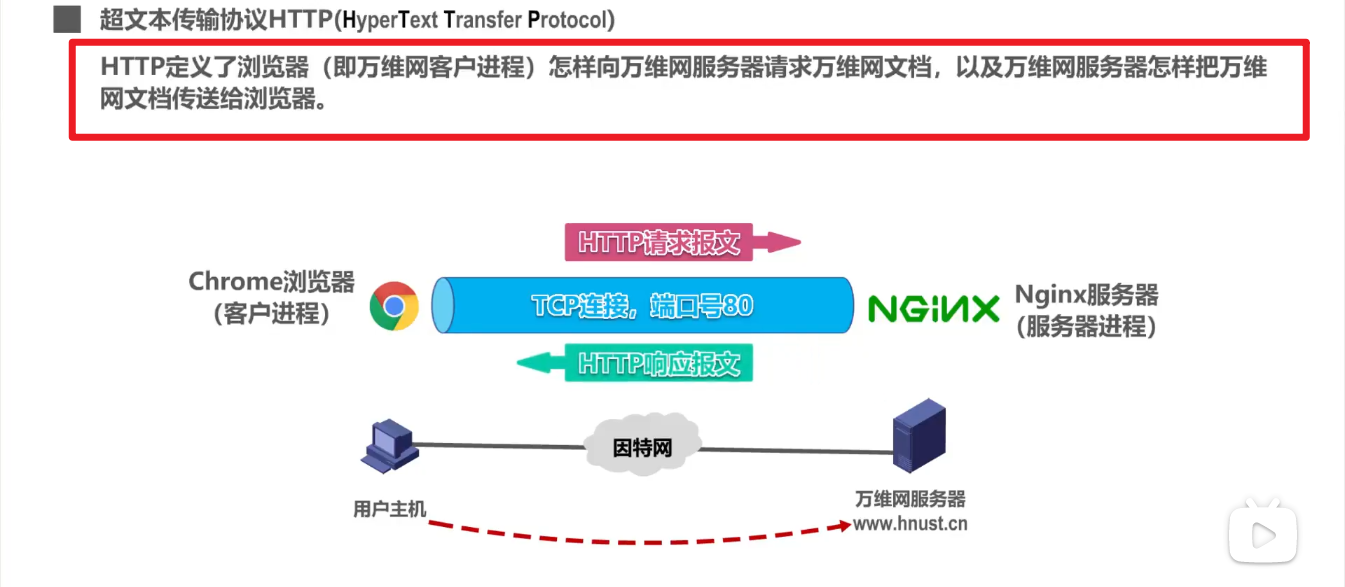 超文本传输协议HTTP(HyperText Transfer Protocol)
HTTP定义了浏览器（即万维网客户进程）怎样向万维网服务器请求万维网文档，以及万维网服务器怎样把万维
网文档传送给浏览器。
HTTP请求报文
Chrome浏览器
（客户进程）
TCP连接，端口号80
NGINX
Nginx服务器
（服务器进程）
HTTP响应报文
因特网
用户主机
万维网服务器
www.hnust.cn